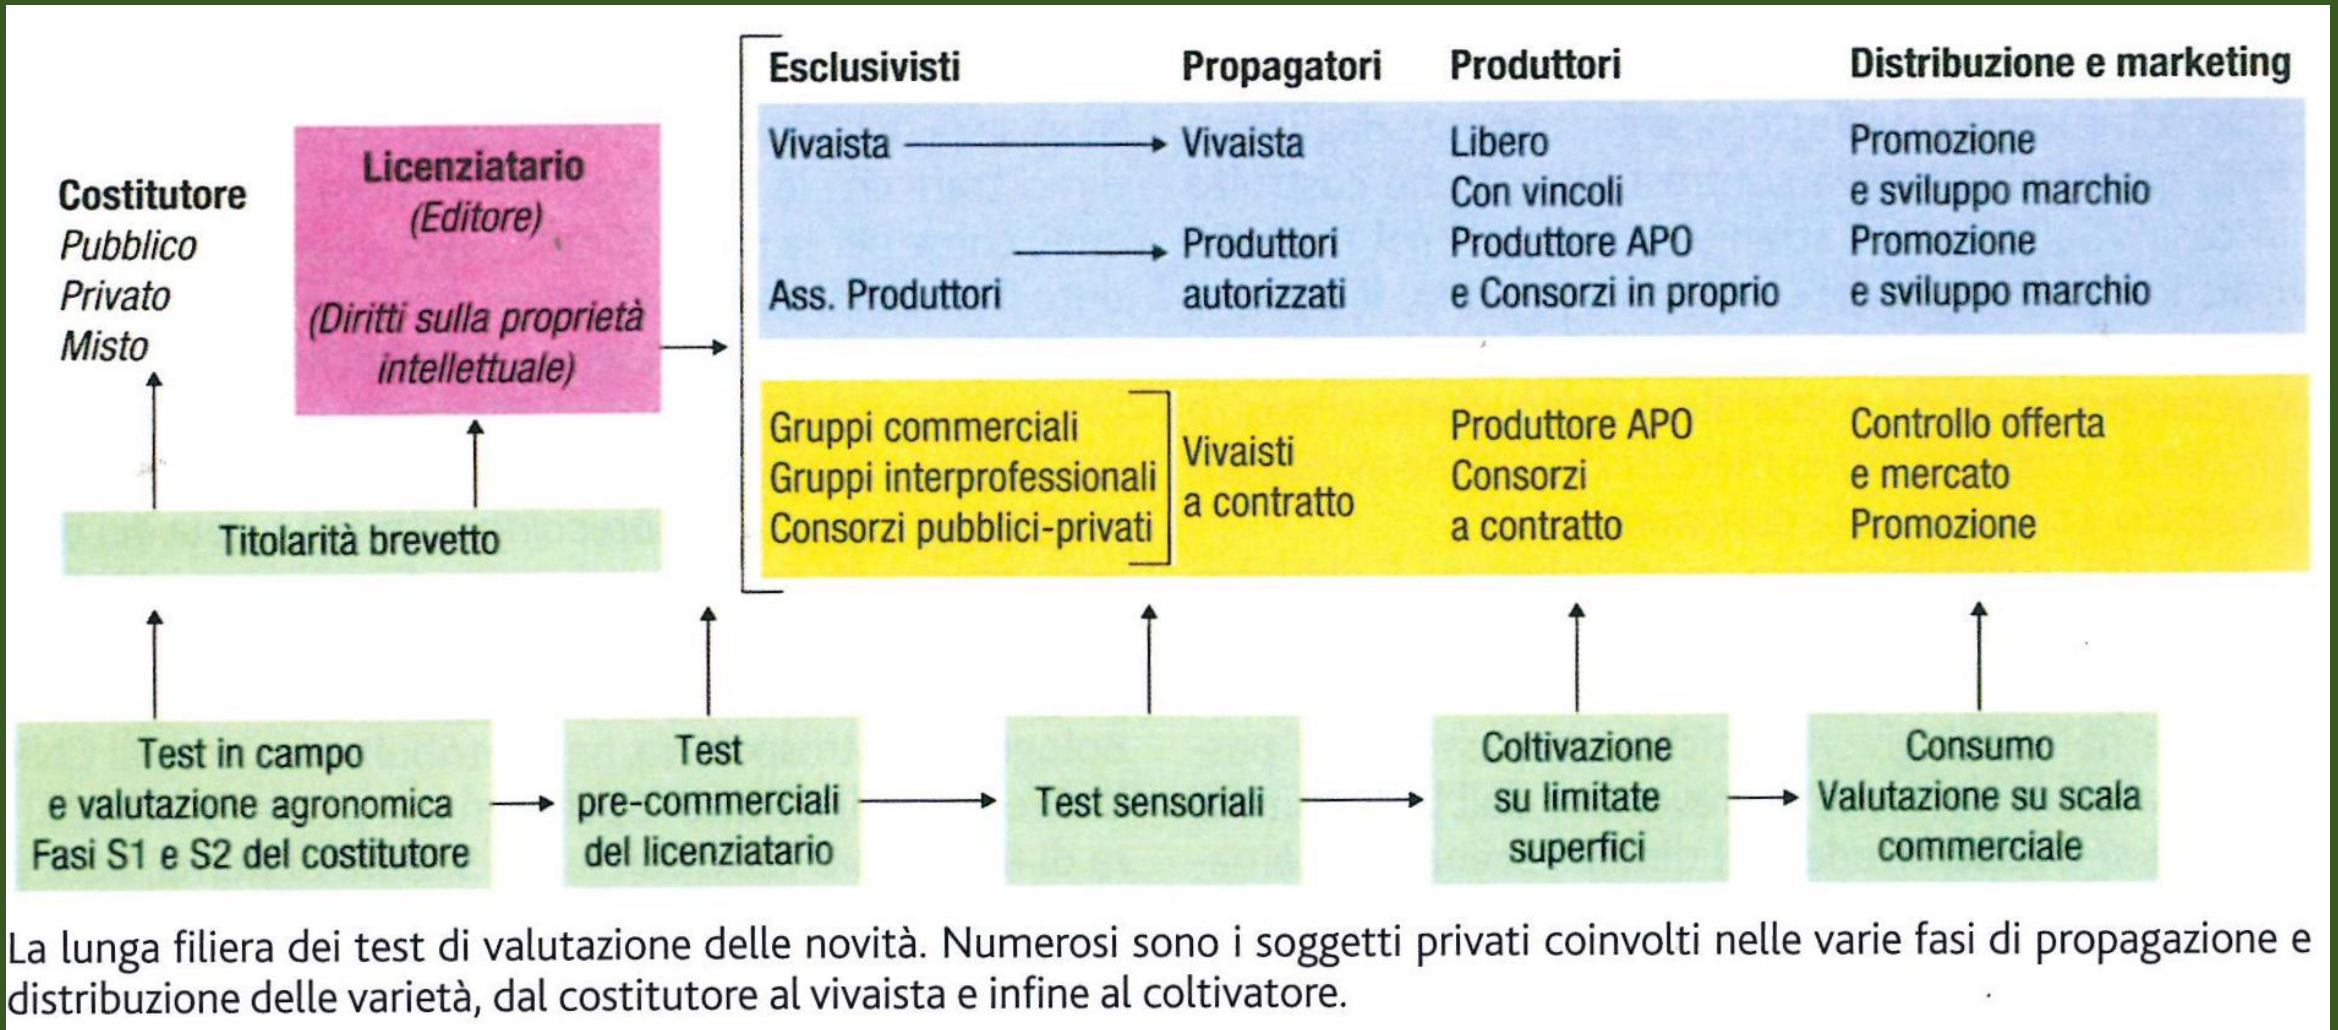 Costitutore
Pubblico
Privato
Misto
Licenziatario
(Editore)
(Diritti sulla proprietà
intellettuale)
Titolarità brevetto
Esclusivisti
Propagatori
Produttori
Distribuzione e marketing
Vivaista
Vivaista
Libero
Promozione
Con vincoli
e sviluppo marchio
Produttori
Produttore APO
Promozione
Ass. Produttori
autorizzati
e Consorzi in proprio
e sviluppo marchio
Gruppi commerciali
Gruppi interprofessionali
Consorzi pubblici-privati
Vivaisti
a contratto
Produttore APO
Consorzi
a contratto
Controllo offerta
e mercato
Promozione
Test in campo
e valutazione agronomica
Fasi S1 e S2 del costitutore
Test
pre-commerciali
del licenziatario
Test sensoriali
Coltivazione
su limitate
superfici
Consumo
Valutazione su scala
commerciale
La lunga filiera dei test di valutazione delle novità. Numerosi sono i soggetti privati coinvolti nelle varie fasi di propagazione e
distribuzione delle varietà, dal costitutore al vivaista e infine al coltivatore.